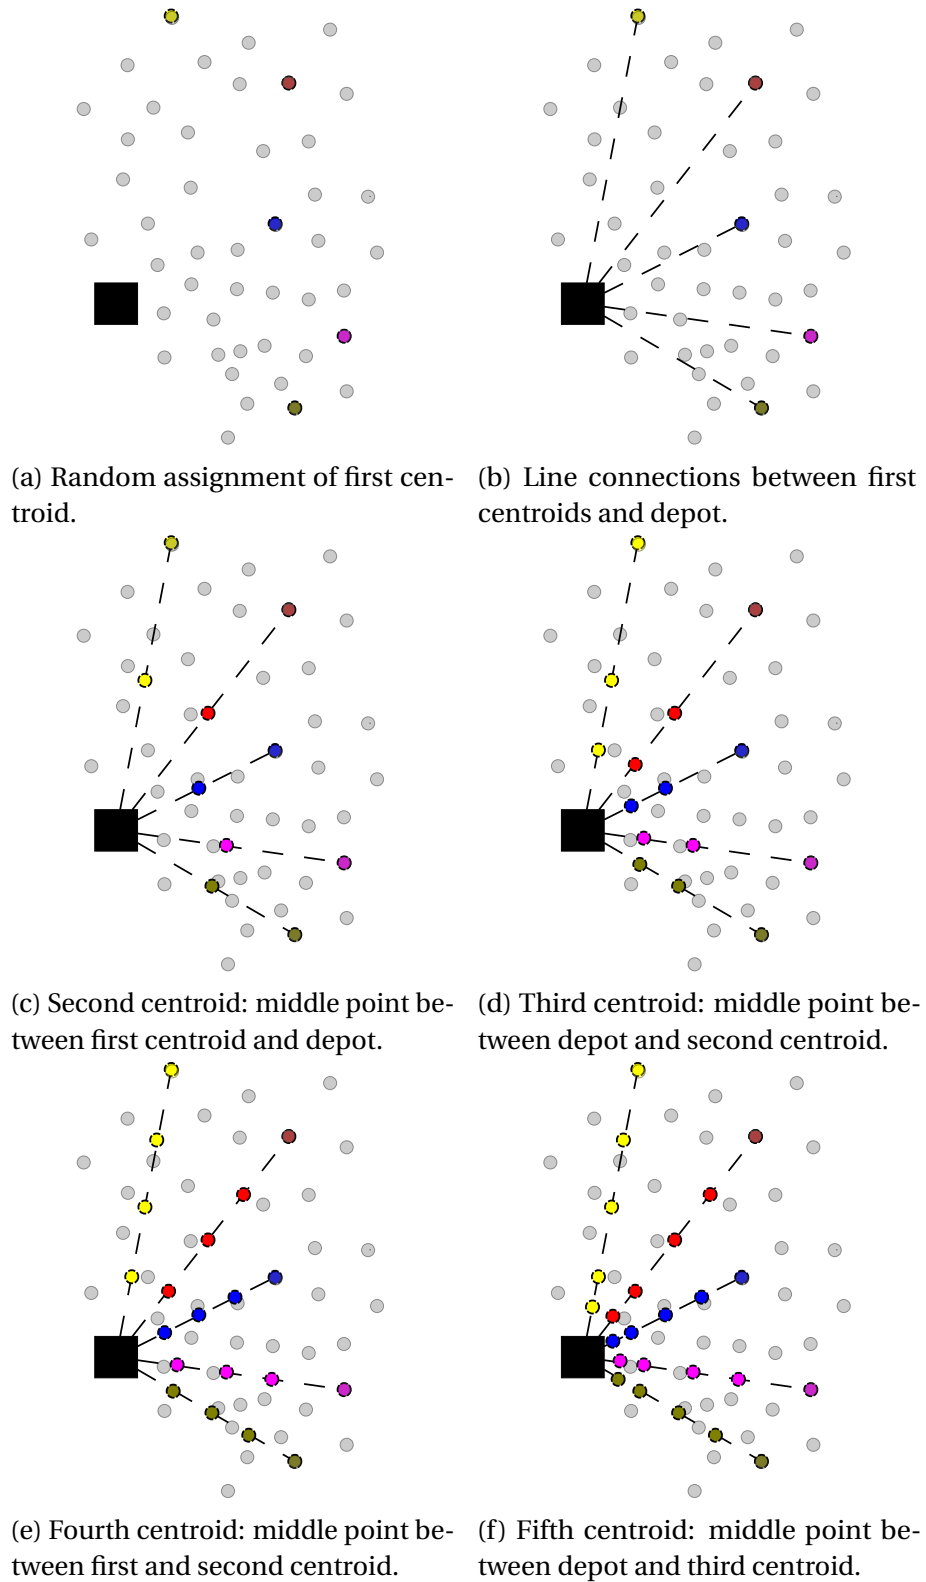 (a) Random assignment of first cen-
troid.
(b) Line connections between first
centroids and depot.
(c) Second centroid: middle point be-
tween first centroid and depot.
(d) Third centroid: middle point be-
tween depot and second centroid.
(e) Fourth centroid: middle point be-
tween first and second centroid.
(f) Fifth centroid: middle point be-
tween depot and third centroid.